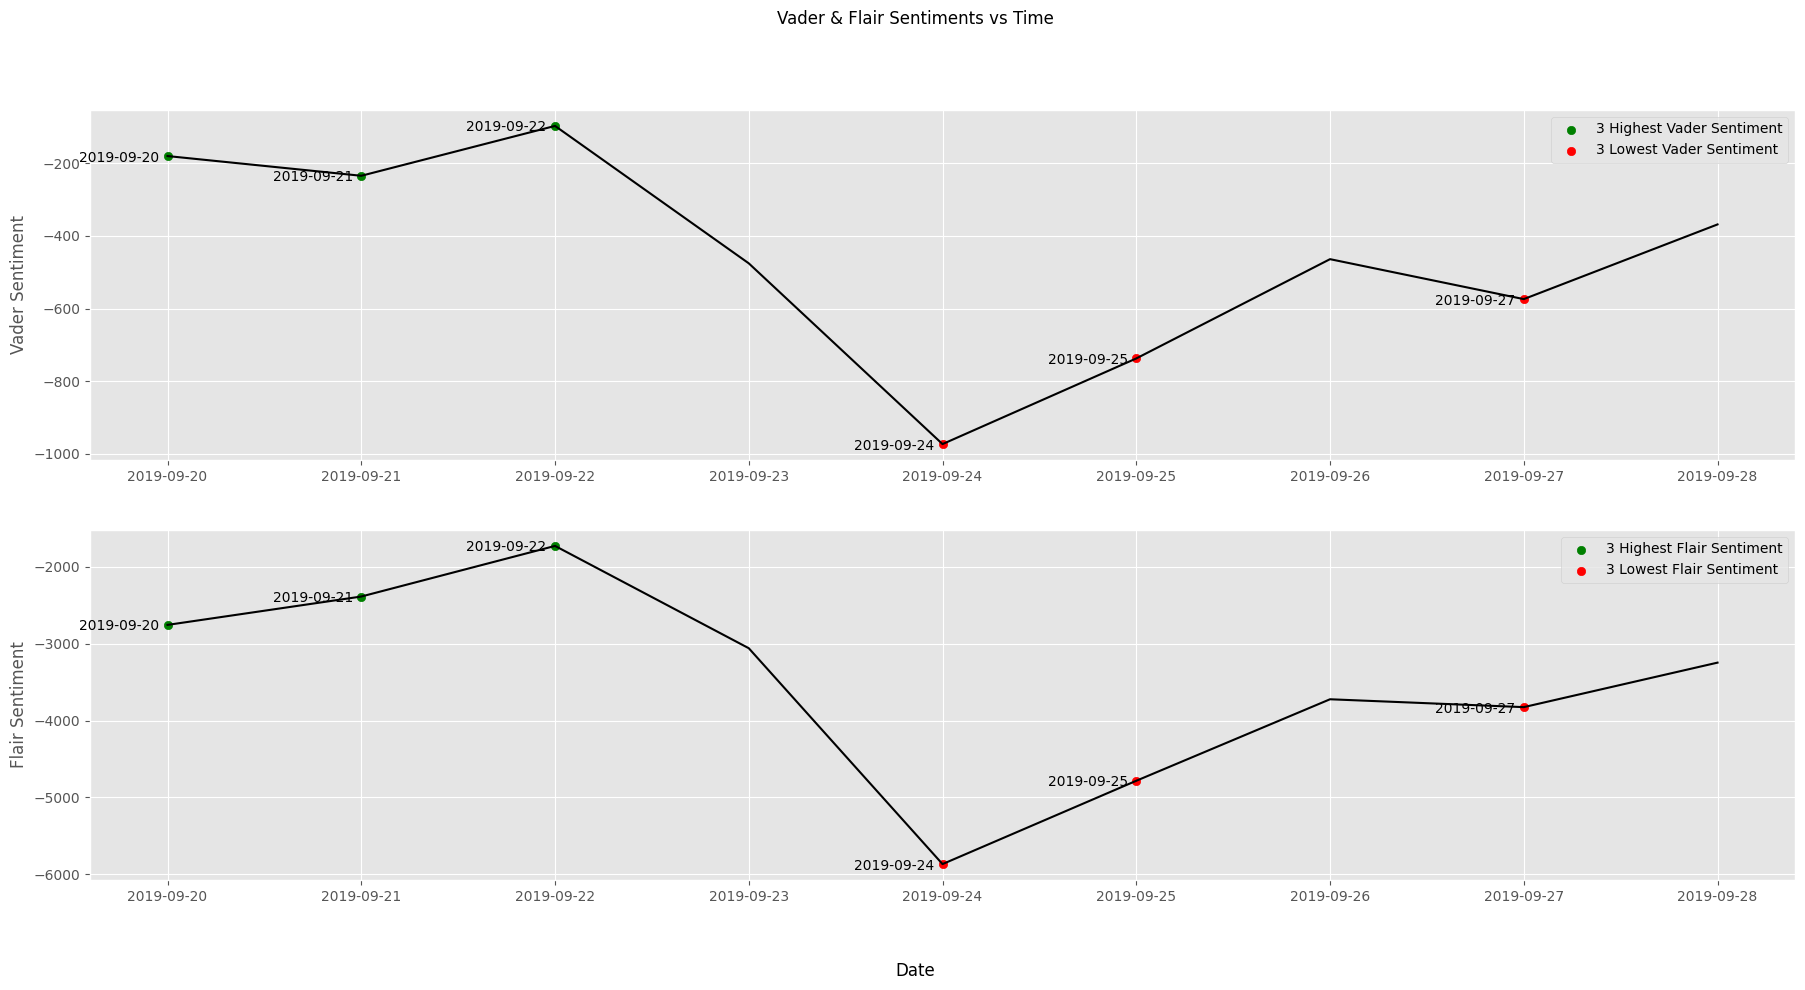 Vader & Flair Sentiments vs Time
3 Highest Vader Sentiment
3 Lowest Vader Sentiment
Vader Sentiment
−200
−400
−600
−800
−1000
2019-09-20
2019-09-21
2019-09-22
2019-09-24
2019-09-25
2019-09-27
2019-09-20 2019-09-21 2019-09-22 2019-09-23 2019-09-24 2019-09-25 2019-09-26 2019-09-27 2019-09-28
3 Highest Flair Sentiment
3 Lowest Flair Sentiment
Flair Sentiment
−2000
−3000
−4000
−5000
−6000
2019-09-20
2019-09-21
2019-09-22
2019-09-24
2019-09-25
2019-09-27
2019-09-20 2019-09-21 2019-09-22 2019-09-23 2019-09-24 2019-09-25 2019-09-26 2019-09-27 2019-09-28
Date